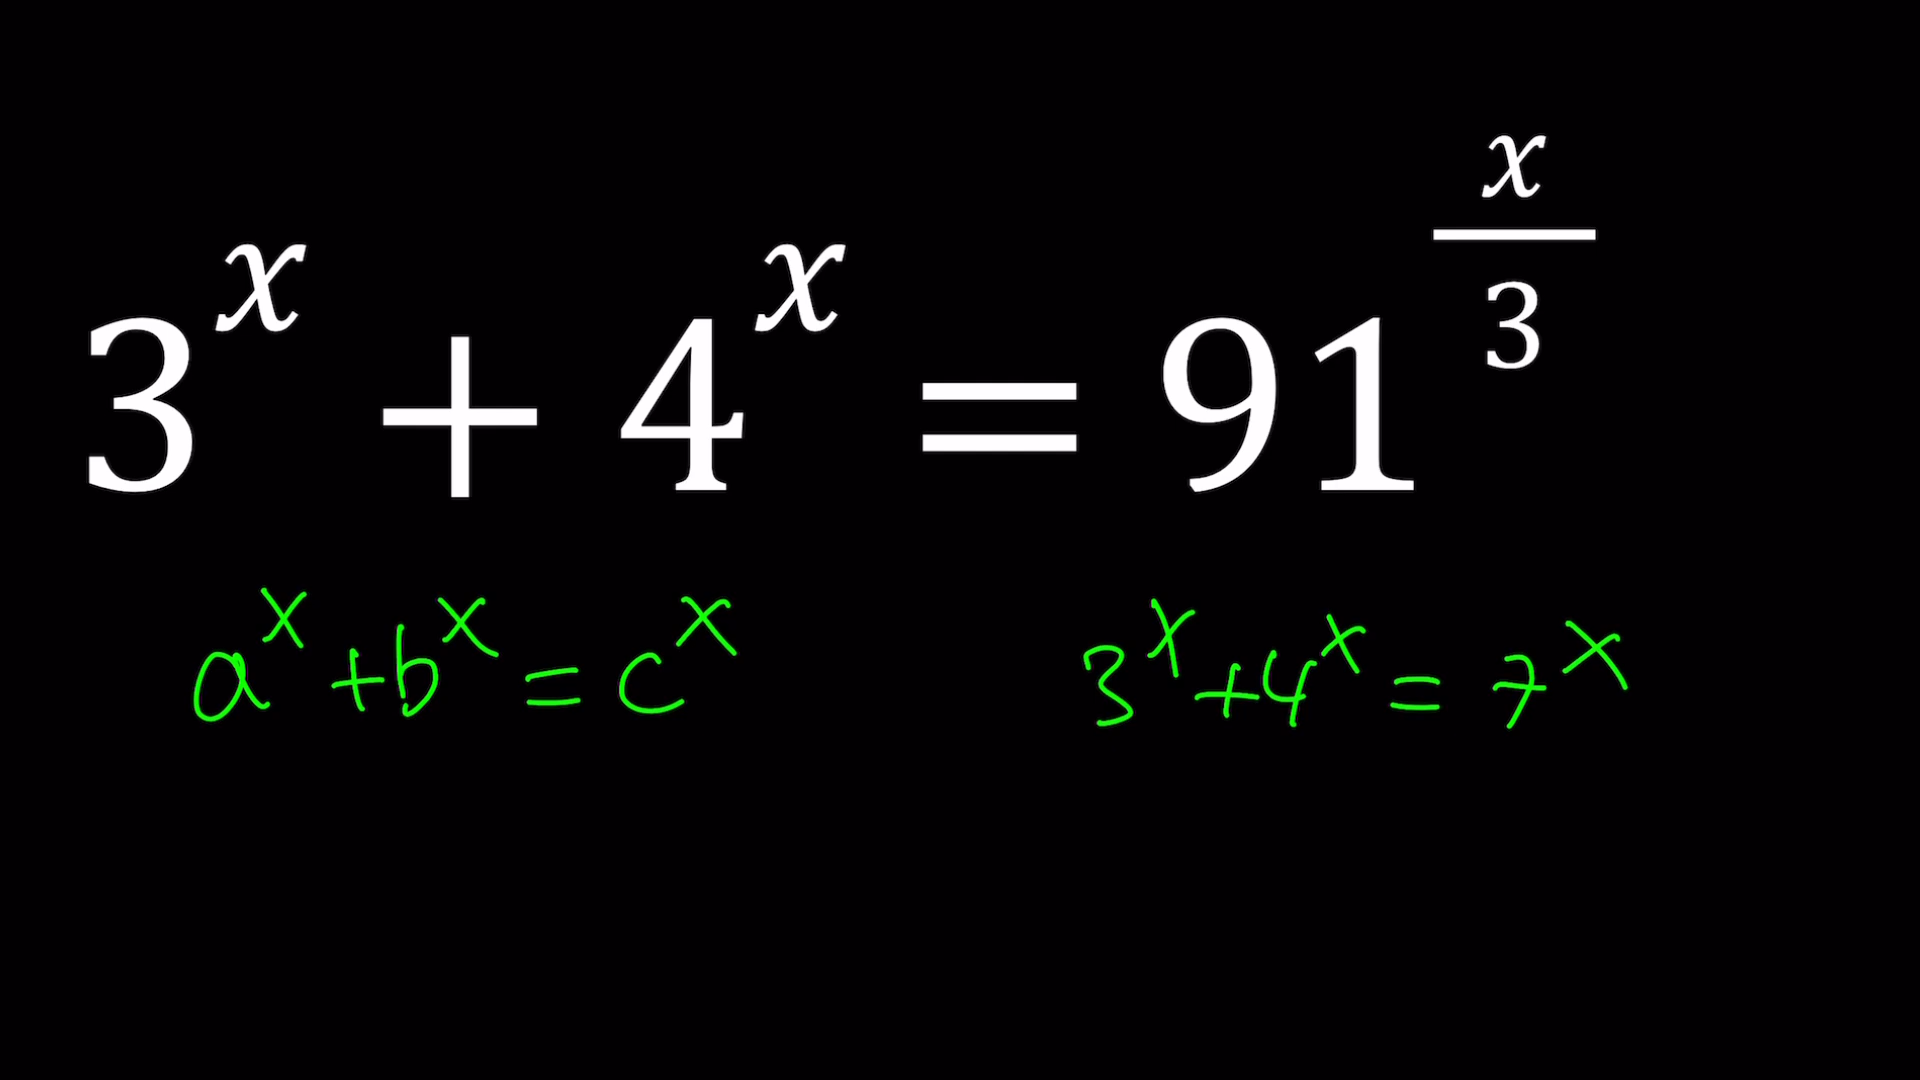 3^x + 4^x = 91^(x/3)
a^x + b^x = c^x    3^x + 4^x = 7^x